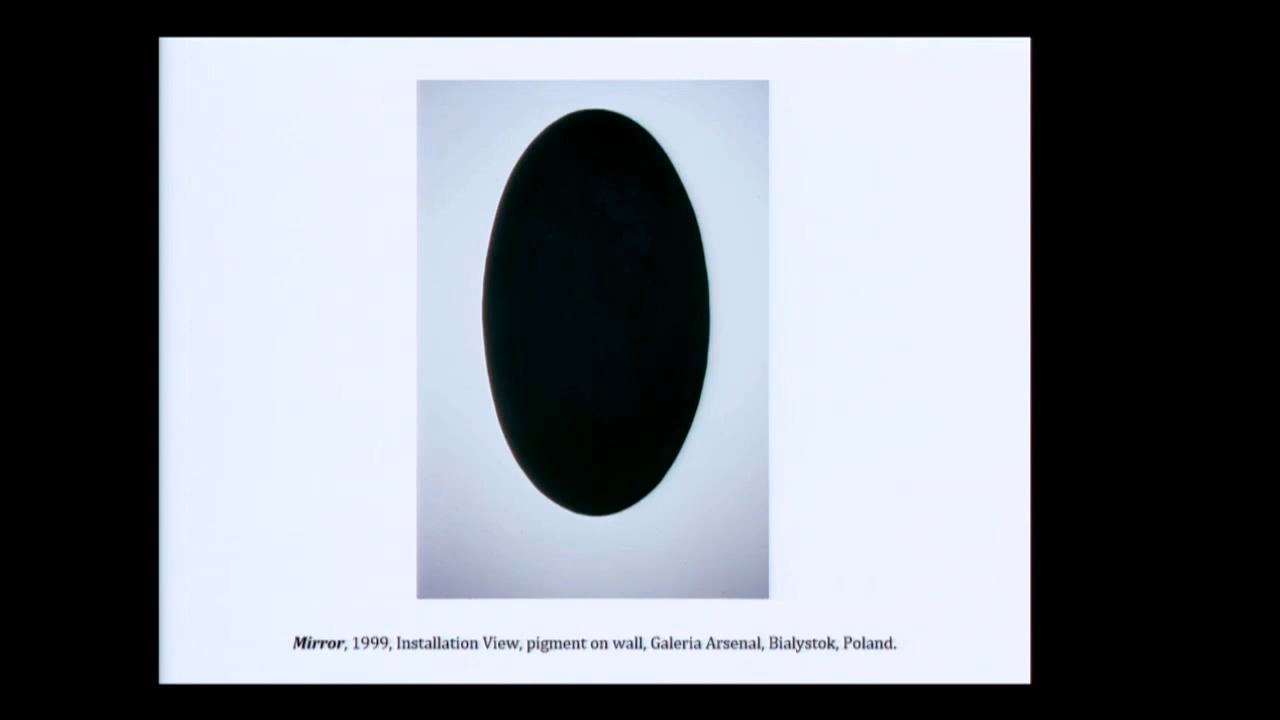 Mirror, 1999, Installation View, pigment on wall, Galeria Arsenal, Bialystok, Poland.